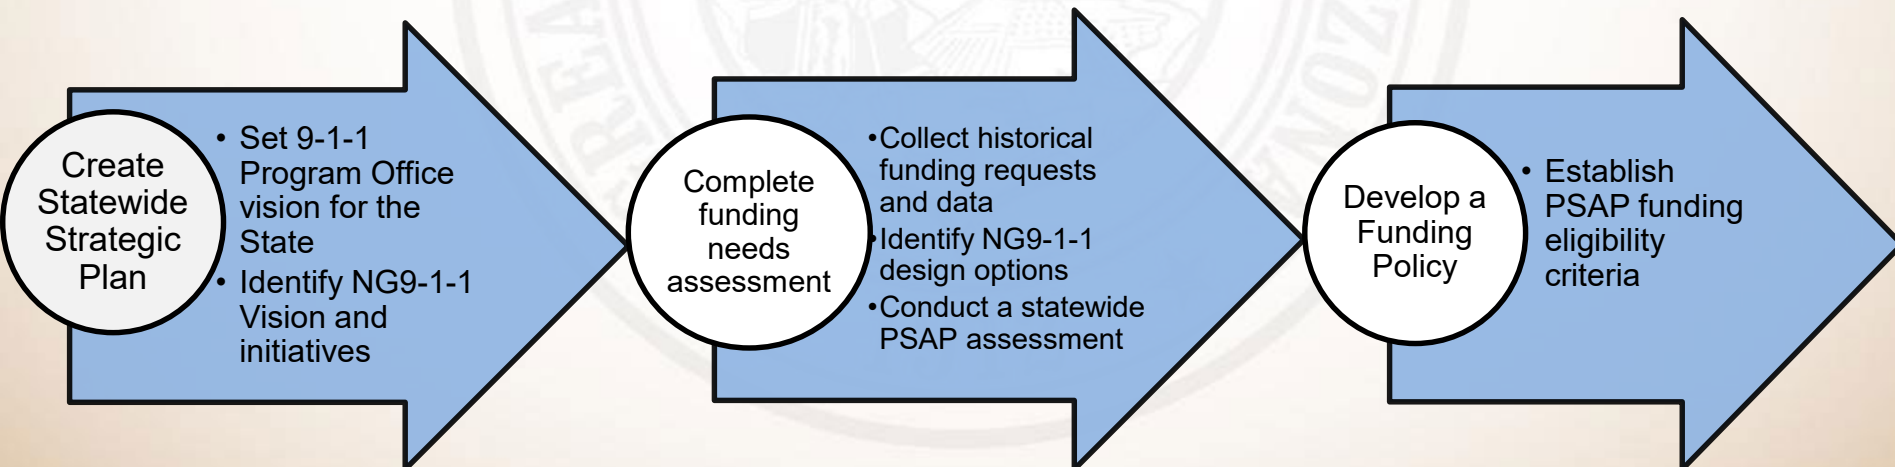 Create
Statewide
Strategic
Plan
• Set 9-1-1
Program Office
vision for the
State
• Identify NG9-1-1
Vision and
initiatives
Complete
funding
needs
assessment
•Collect historical
funding requests
and data
•Identify NG9-1-1
design options
•Conduct a statewide
PSAP assessment
Develop a
Funding
Policy
• Establish
PSAP funding
eligibility
criteria